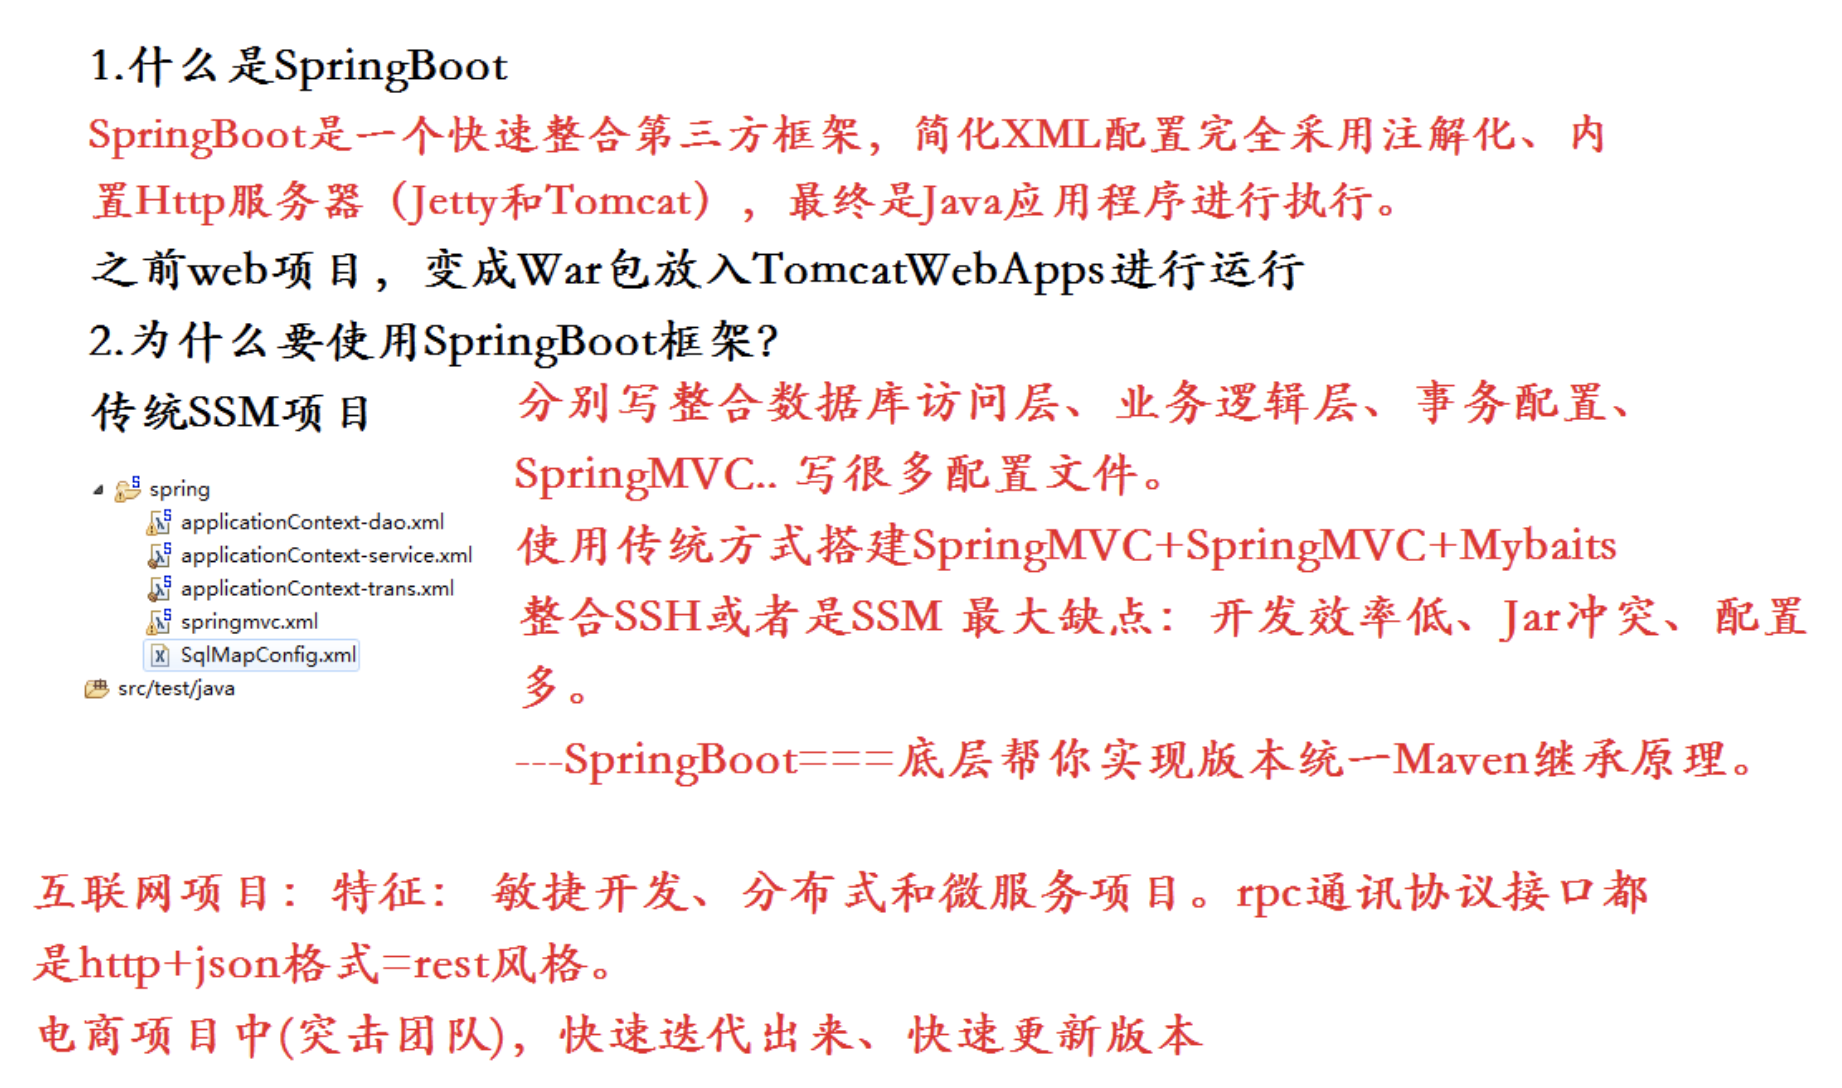 1.什么是SpringBoot
SpringBoot是一个快速整合第三方框架，简化XML配置完全采用注解化、内
置Http服务器（Jetty和Tomcat），最终是Java应用程序进行执行。
之前web项目，变成War包放入TomcatWebApps进行运行
2.为什么要使用SpringBoot框架？
传统SSM项目
spring
applicationContext-dao.xml
applicationContext-service.xml
applicationContext-trans.xml
springmvc.xml
SqlMapConfig.xml
src/test/java
分别写整合数据库访问层、业务逻辑层、事务配置、
SpringMVC.. 写很多配置文件。
使用传统方式搭建SpringMVC+SpringMVC+Mybaits
整合SSH或者是SSM 最大缺点：开发效率低、Jar冲突、配置
多。
---SpringBoot===底层帮你实现版本统一Maven继承原理。
互联网项目：特征： 敏捷开发、分布式和微服务项目。rpc通讯协议接口都
是http+json格式=rest风格。
电商项目中(突击团队)，快速迭代出来、快速更新版本